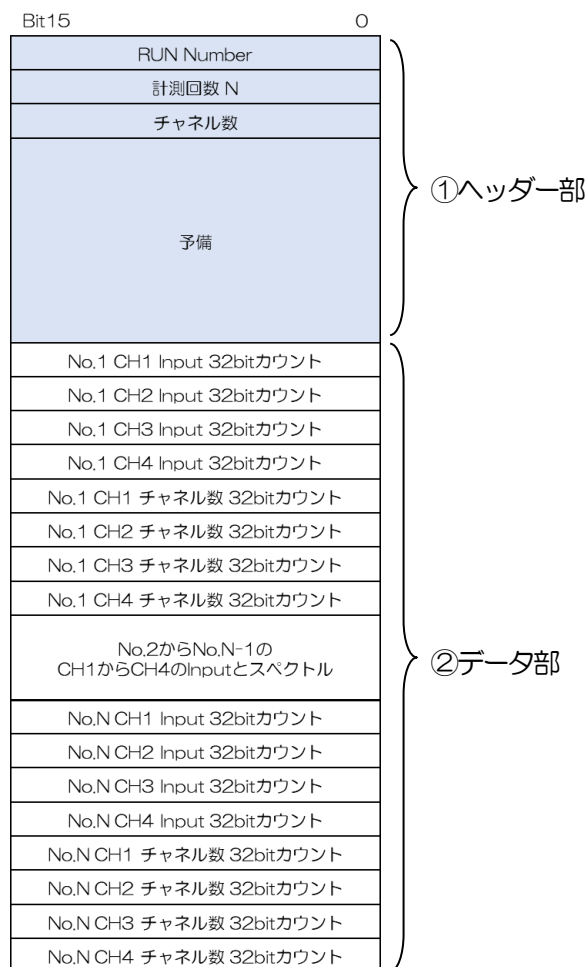 Bit15 0
RUN Number
計測回数 N
チャネル数
予備
①ヘッダー部
No.1 CH1 Input 32bitカウント
No.1 CH2 Input 32bitカウント
No.1 CH3 Input 32bitカウント
No.1 CH4 Input 32bitカウント
No.1 CH1 チャネル数 32bitカウント
No.1 CH2 チャネル数 32bitカウント
No.1 CH3 チャネル数 32bitカウント
No.1 CH4 チャネル数 32bitカウント
No.2からNo.N-1の
CH1からCH4のInputとスペクトル
②データ部
No.N CH1 Input 32bitカウント
No.N CH2 Input 32bitカウント
No.N CH3 Input 32bitカウント
No.N CH4 Input 32bitカウント
No.N CH1 チャネル数 32bitカウント
No.N CH2 チャネル数 32bitカウント
No.N CH3 チャネル数 32bitカウント
No.N CH4 チャネル数 32bitカウント